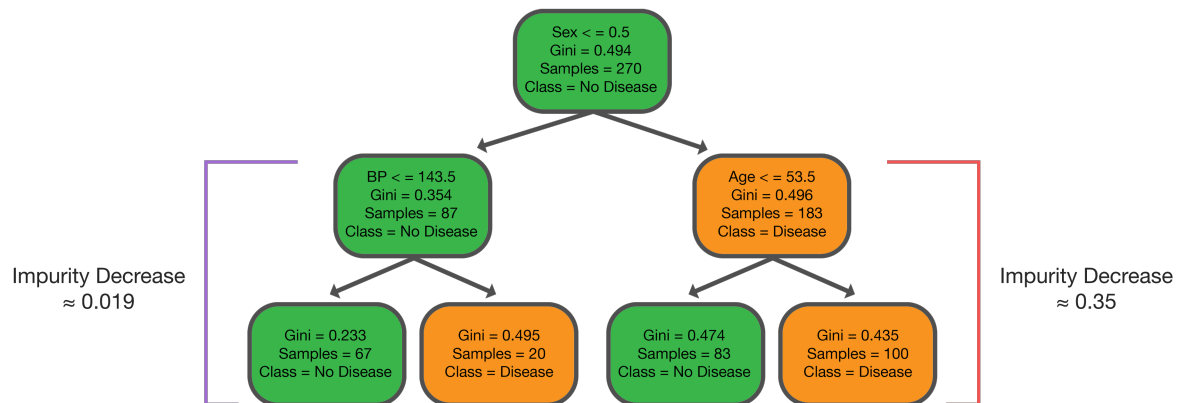 Sex < = 0.5
Gini = 0.494
Samples = 270
Class = No Disease
BP < = 143.5
Gini = 0.354
Samples = 87
Class = No Disease
Age < = 53.5
Gini = 0.496
Samples = 183
Class = Disease
Impurity Decrease
≈ 0.019
Impurity Decrease
≈ 0.35
Gini = 0.233
Samples = 67
Class = No Disease
Gini = 0.495
Samples = 20
Class = Disease
Gini = 0.474
Samples = 83
Class = No Disease
Gini = 0.435
Samples = 100
Class = Disease